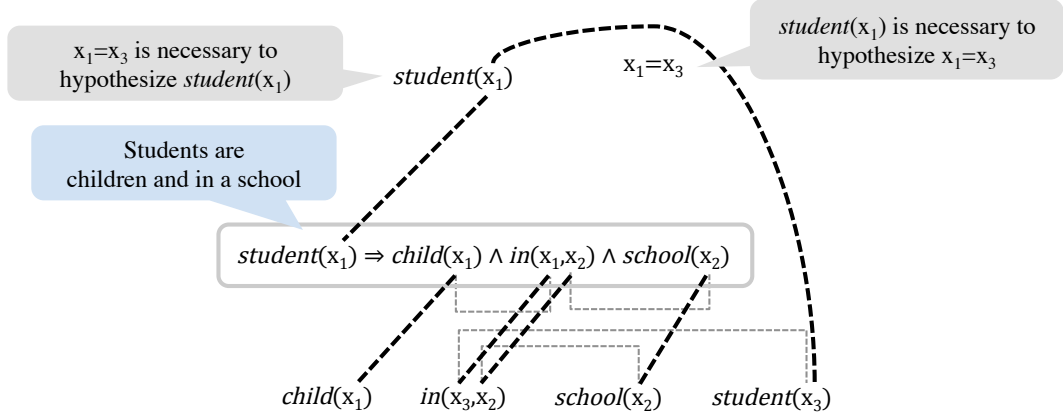 x₁=x₃ is necessary to
hypothesize student(x₁)
student(x₁)
x₁=x₃
student(x₁) is necessary to
hypothesize x₁=x₃
Students are
children and in a school
student(x₁) ⇒ child(x₁) ∧ in(x₁,x₂) ∧ school(x₂)
child(x₁) in(x₃,x₂) school(x₂) student(x₃)